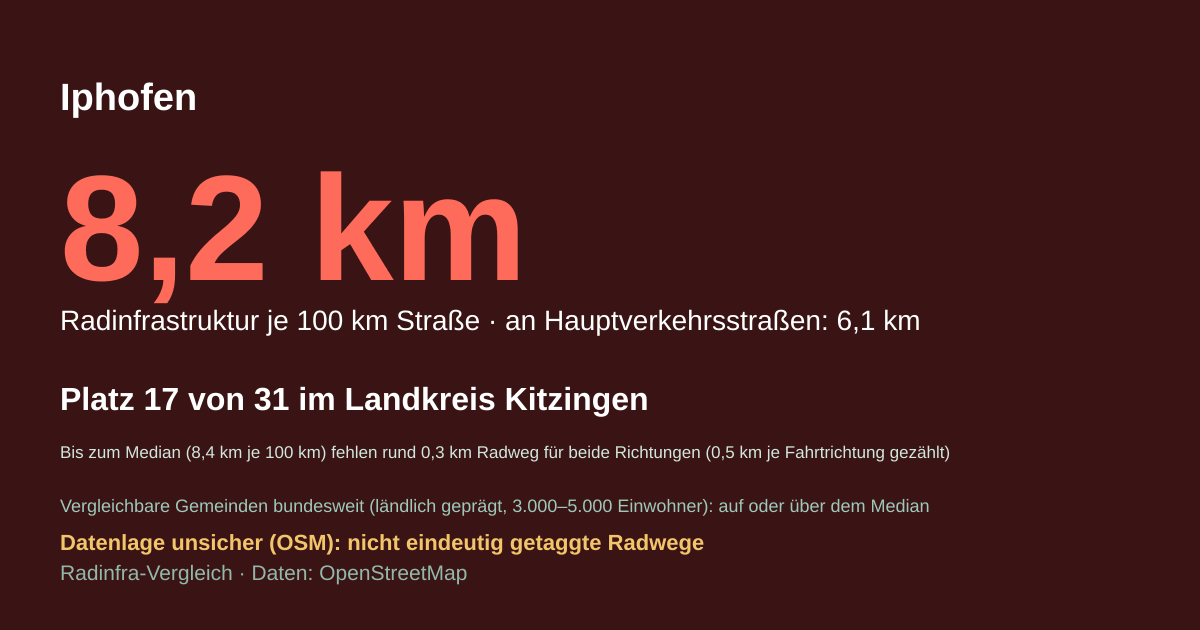 Iphofen
8,2 km
Radinfrastruktur je 100 km Straße · an Hauptverkehrsstraßen: 6,1 km
Platz 17 von 31 im Landkreis Kitzingen
Bis zum Median (8,4 km je 100 km) fehlen rund 0,3 km Radweg für beide Richtungen (0,5 km je Fahrtrichtung gezählt)
Vergleichbare Gemeinden bundesweit (ländlich geprägt, 3.000–5.000 Einwohner): auf oder über dem Median
Datenlage unsicher (OSM): nicht eindeutig getaggte Radwege
Radinfra-Vergleich · Daten: OpenStreetMap